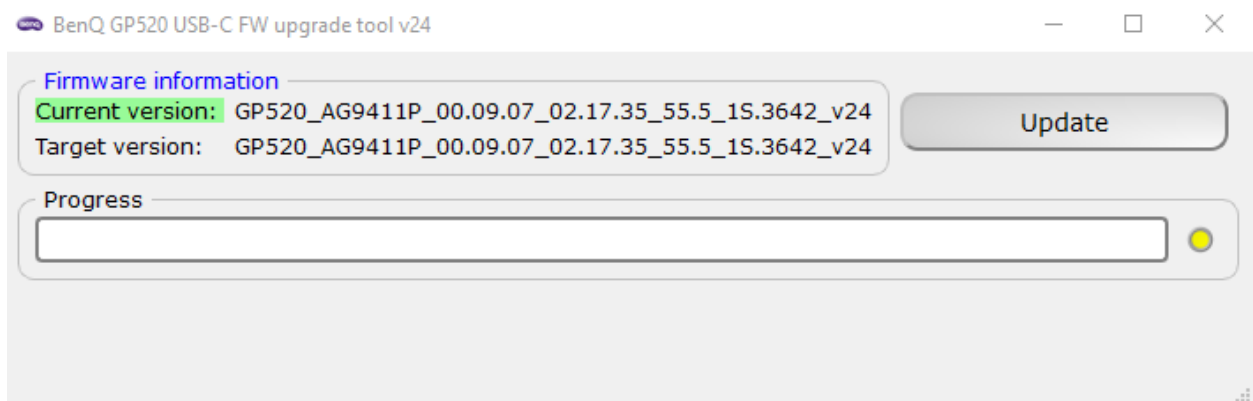 BenQ GP520 USB-C FW upgrade tool v24
Firmware information
Current version: GP520_AG9411P_00.09.07_02.17.35_55.5_1S.3642_v24
Target version: GP520_AG9411P_00.09.07_02.17.35_55.5_1S.3642_v24
Update
Progress